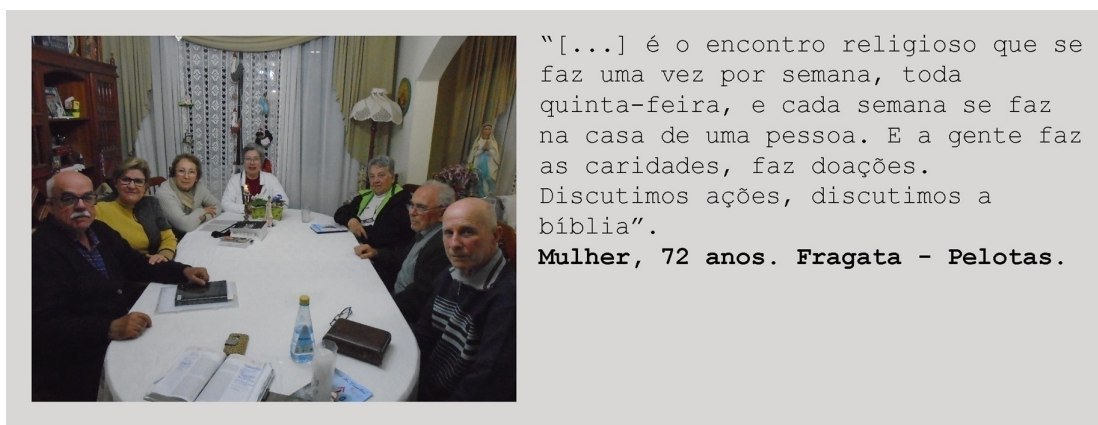 “[...] é o encontro religioso que se
faz uma vez por semana, toda
quinta-feira, e cada semana se faz
na casa de uma pessoa. E a gente faz
as caridades, faz doações.
Discutimos ações, discutimos a
bíblia”.
Mulher, 72 anos. Fragata - Pelotas.